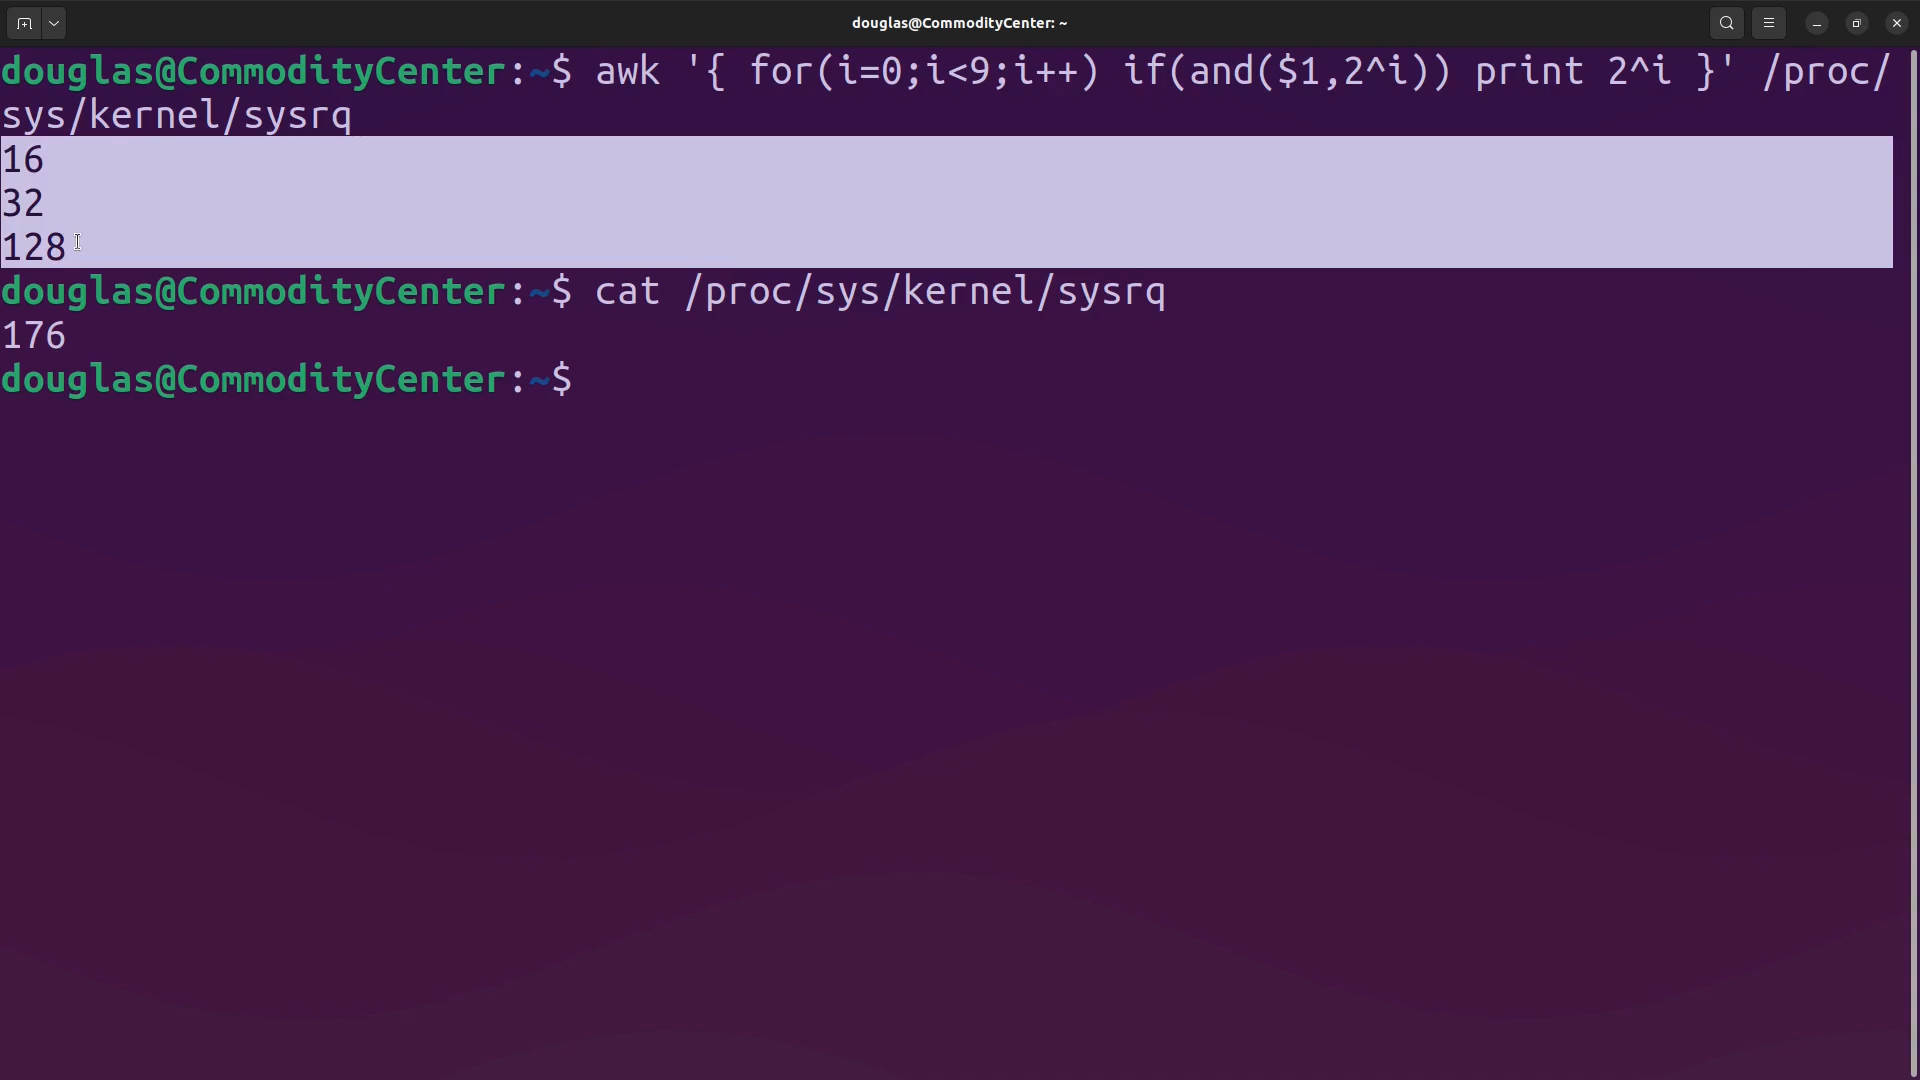 douglas@CommodityCenter: ~
douglas@CommodityCenter:~$ awk '{ for(i=0;i<9;i++) if(and($1,2^i)) print 2^i }' /proc/
sys/kernel/sysrq
16
32
128
douglas@CommodityCenter:~$ cat /proc/sys/kernel/sysrq
176
douglas@CommodityCenter:~$